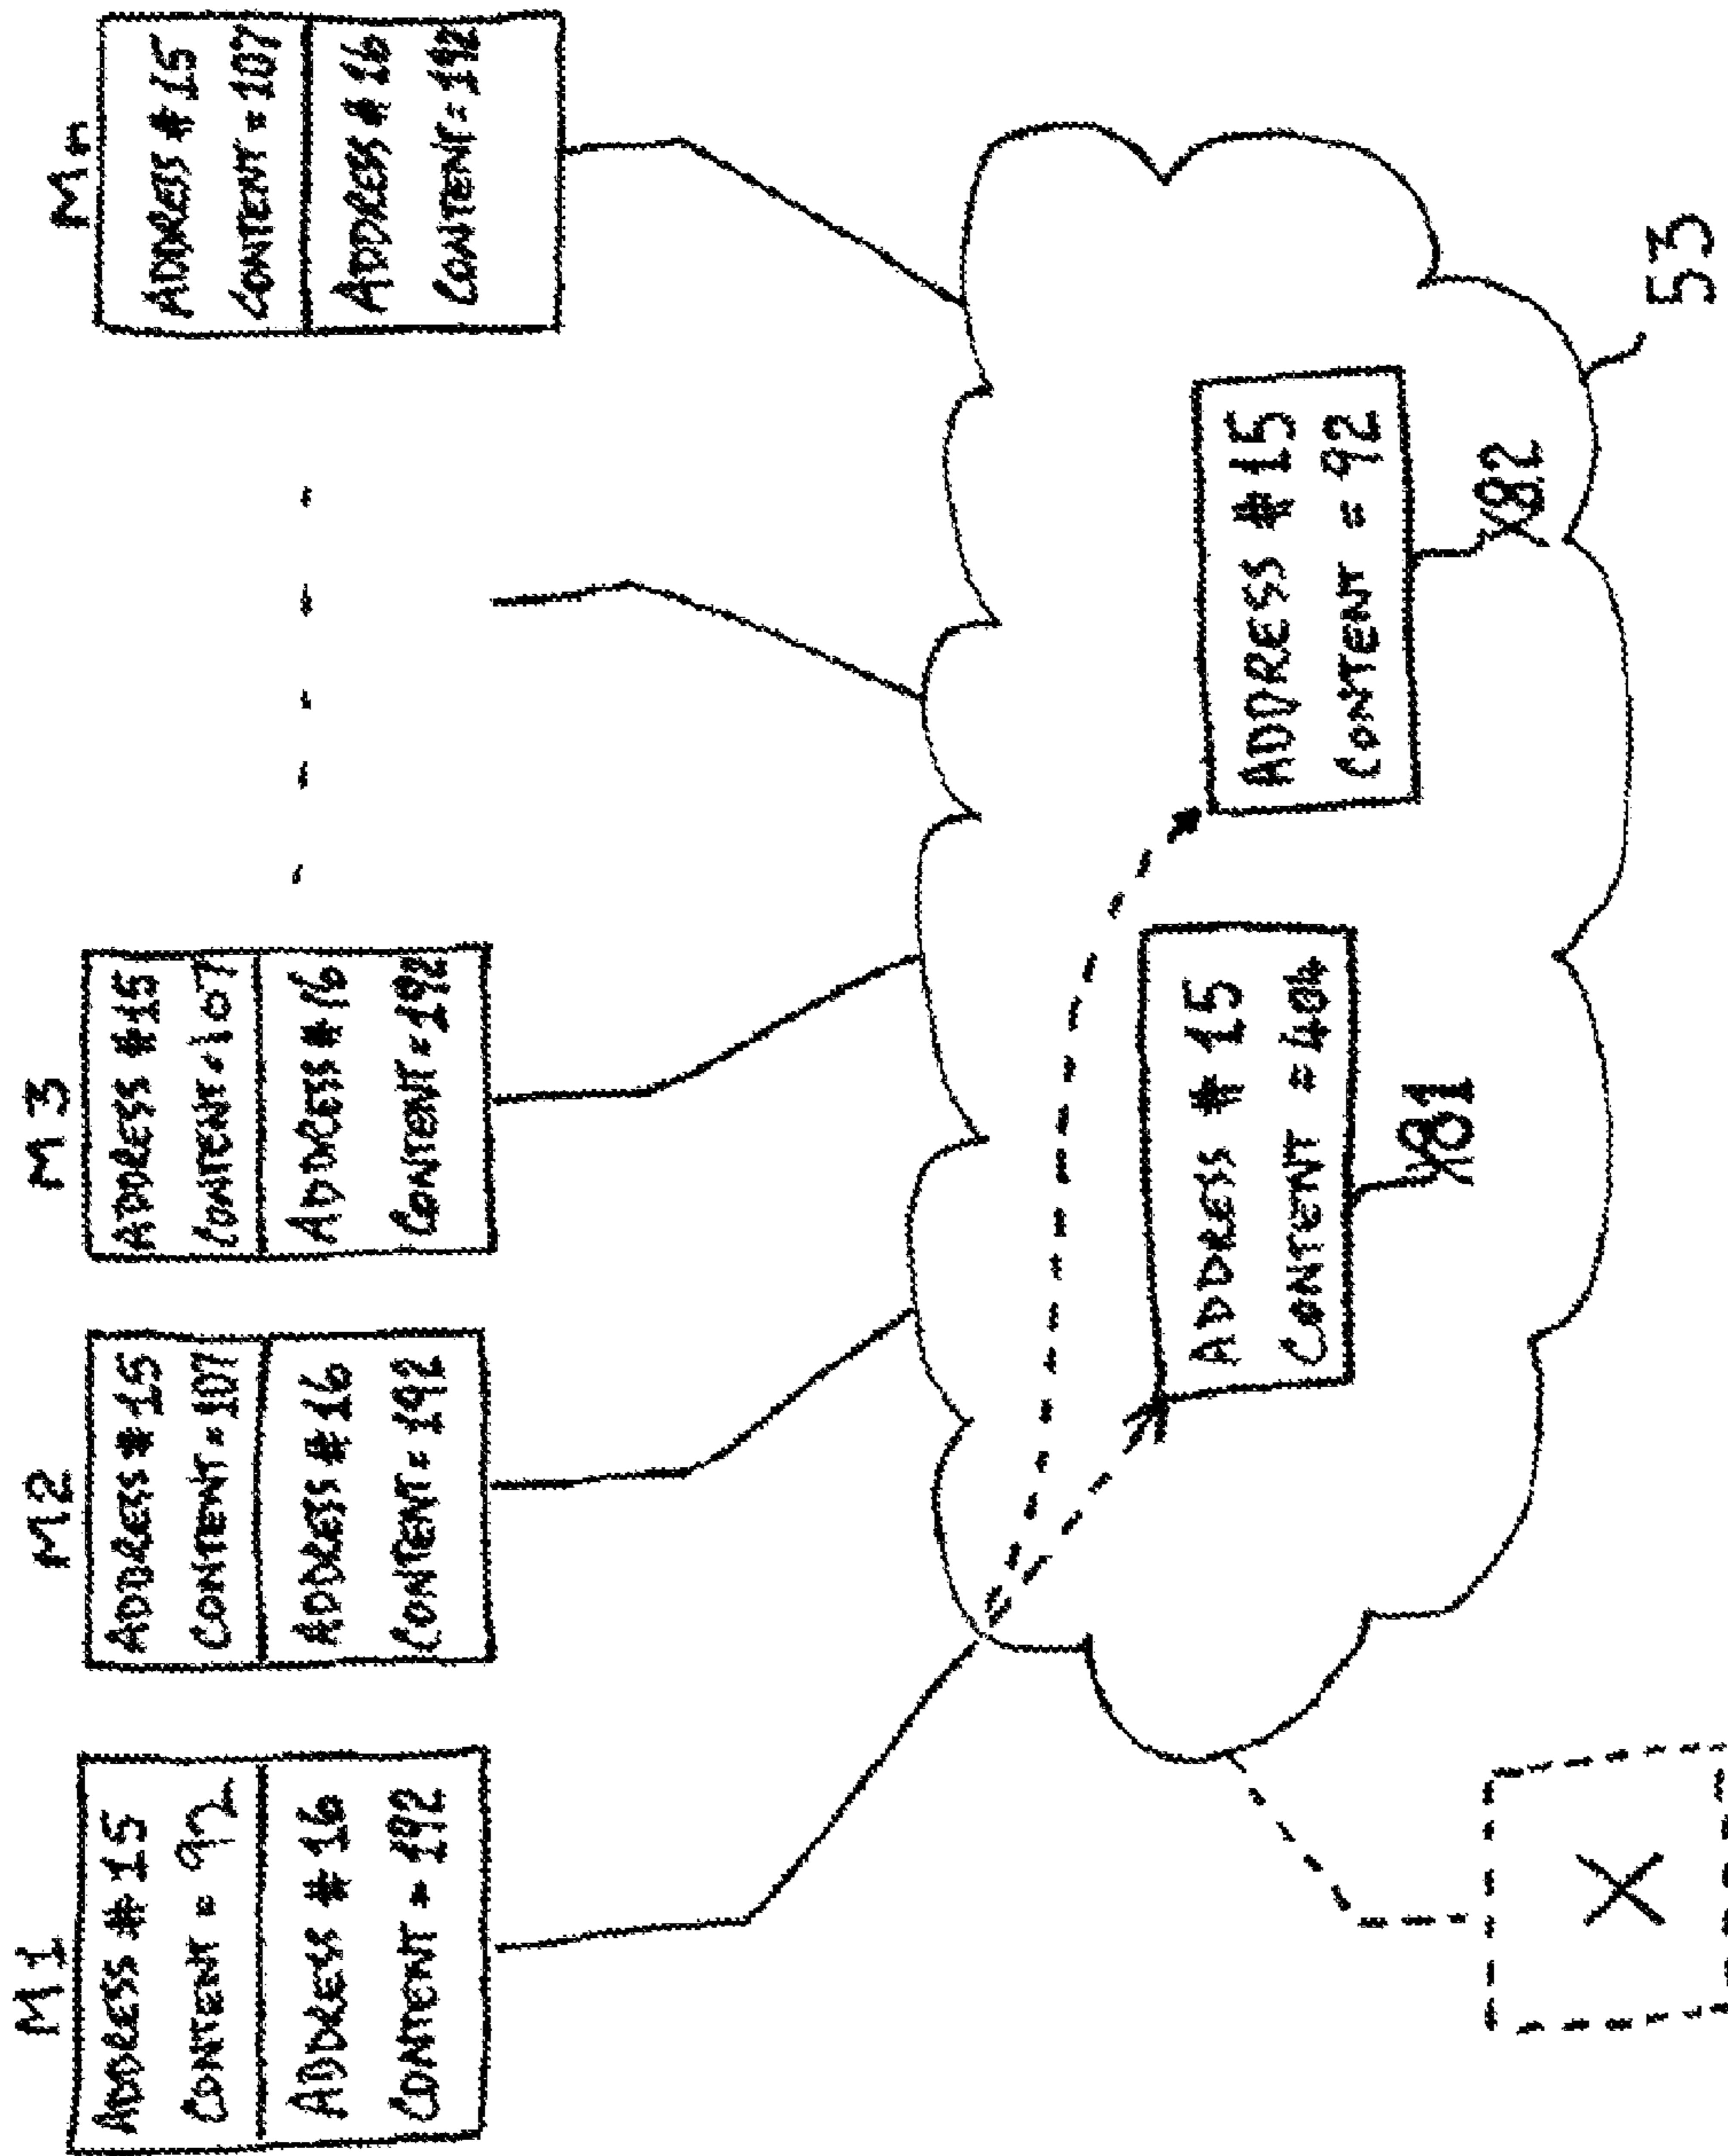 M1
ADDRESS #15
CONTENT = 92
ADDRESS #16
CONTENT = 192
M2
ADDRESS #15
CONTENT = 107
ADDRESS #16
CONTENT = 192
M3
ADDRESS #15
CONTENT = 107
ADDRESS #16
CONTENT = 192
Mn
ADDRESS #15
CONTENT = 107
ADDRESS #16
CONTENT = 192
ADDRESS #15
CONTENT = 404
X81
ADDRESS #15
CONTENT = 92
X82
53
X